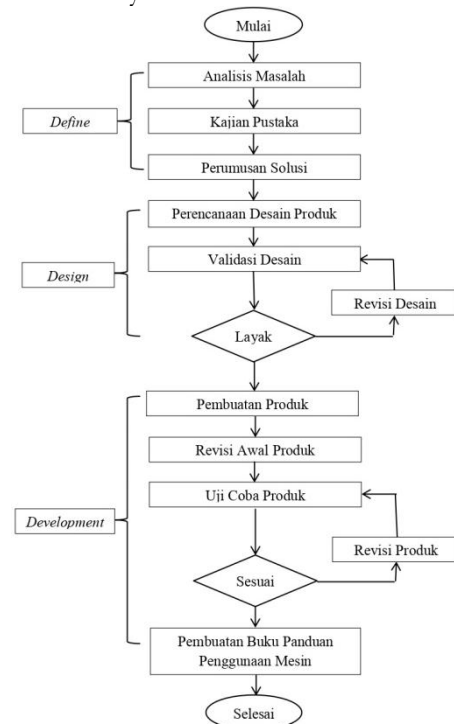 Mulai
Analisis Masalah
Define
Kajian Pustaka
Perumusan Solusi
Perencanaan Desain Produk
Validasi Desain
Design
Revisi Desain
Layak
Pembuatan Produk
Revisi Awal Produk
Uji Coba Produk
Development
Revisi Produk
Sesuai
Pembuatan Buku Panduan
Penggunaan Mesin
Selesai